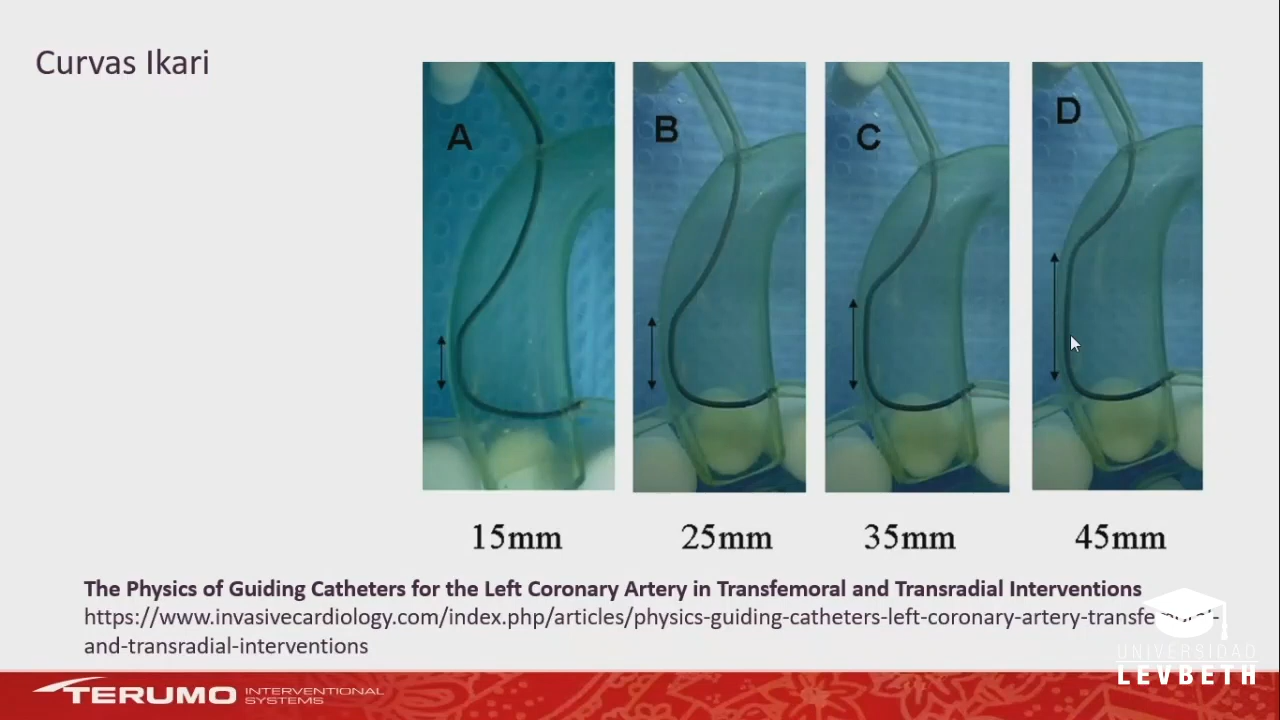 Curvas Ikari
A
B
C
D
15mm
25mm
35mm
45mm
The Physics of Guiding Catheters for the Left Coronary Artery in Transfemoral and Transradial Interventions
https://www.invasivecardiology.com/index.php/articles/physics-guiding-catheters-left-coronary-artery-transfemoral-
and-transradial-interventions
TERUMO
INTERVENTIONAL
SYSTEMS
UNIVERSIDAD
LEVBETH